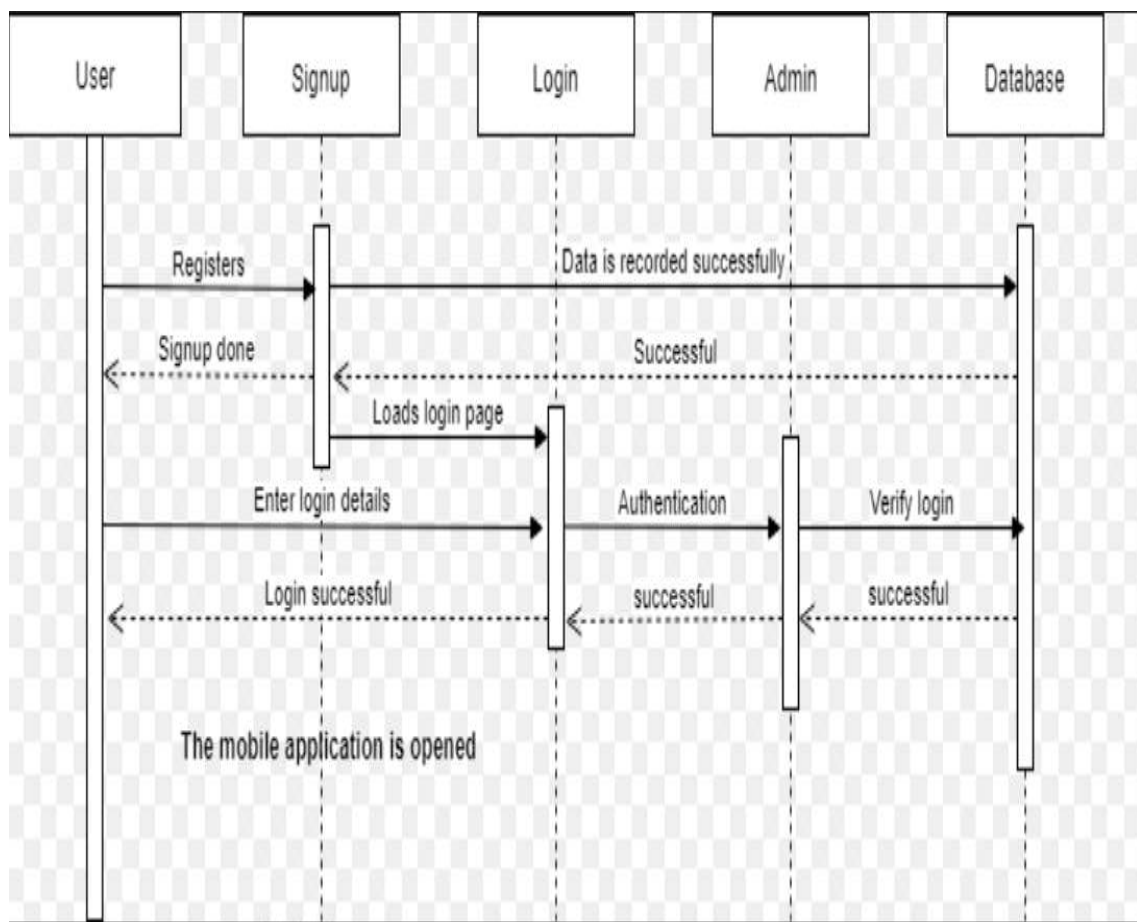 User
Signup
Login
Admin
Database
Registers
Data is recorded successfully
Signup done
Successful
Loads login page
Enter login details
Authentication
Verify login
Login successful
successful
successful
The mobile application is opened